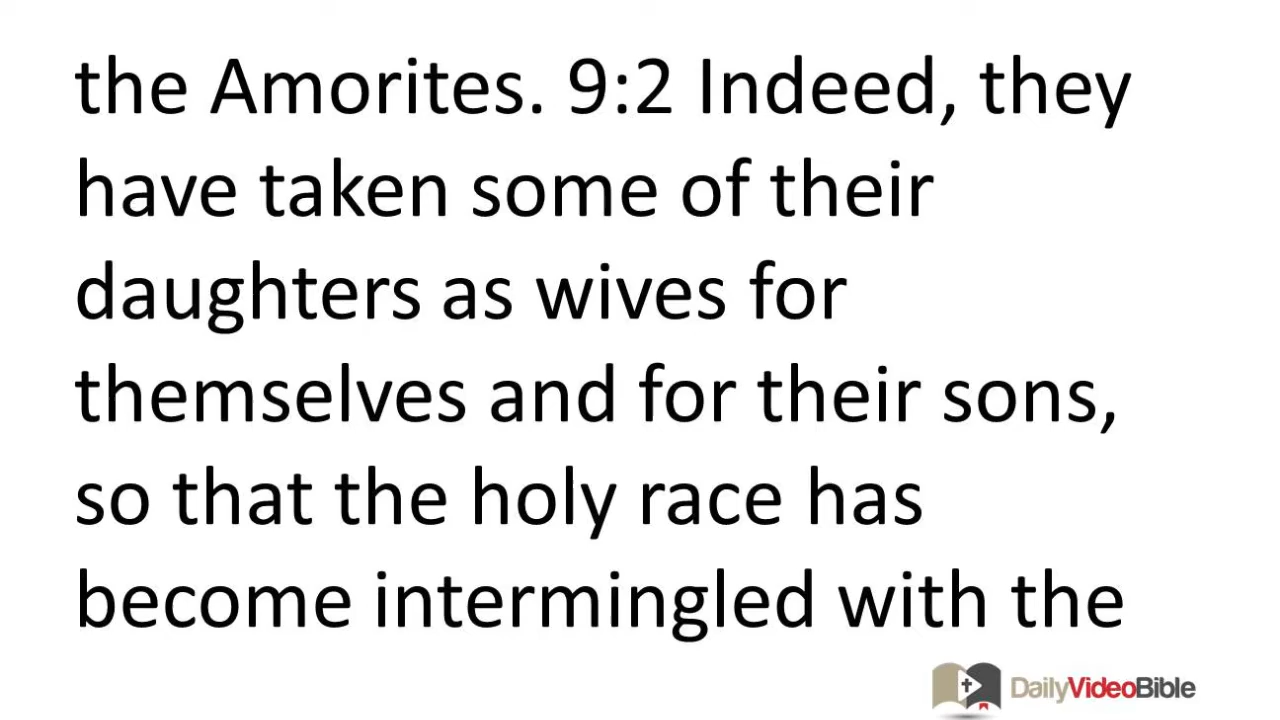 the Amorites. 9:2 Indeed, they
have taken some of their
daughters as wives for
themselves and for their sons,
so that the holy race has
become intermingled with the
DailyVideoBible